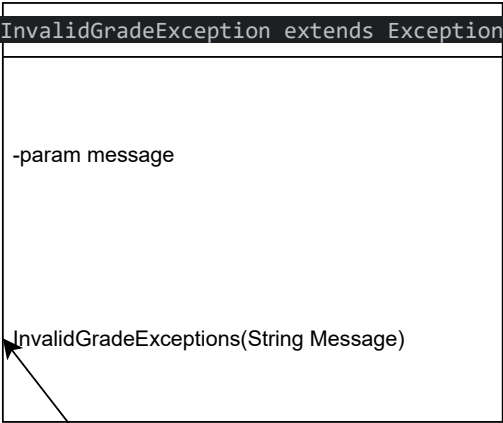 InvalidGradeException extends Exception
-param message
InvalidGradeExceptions(String Message)